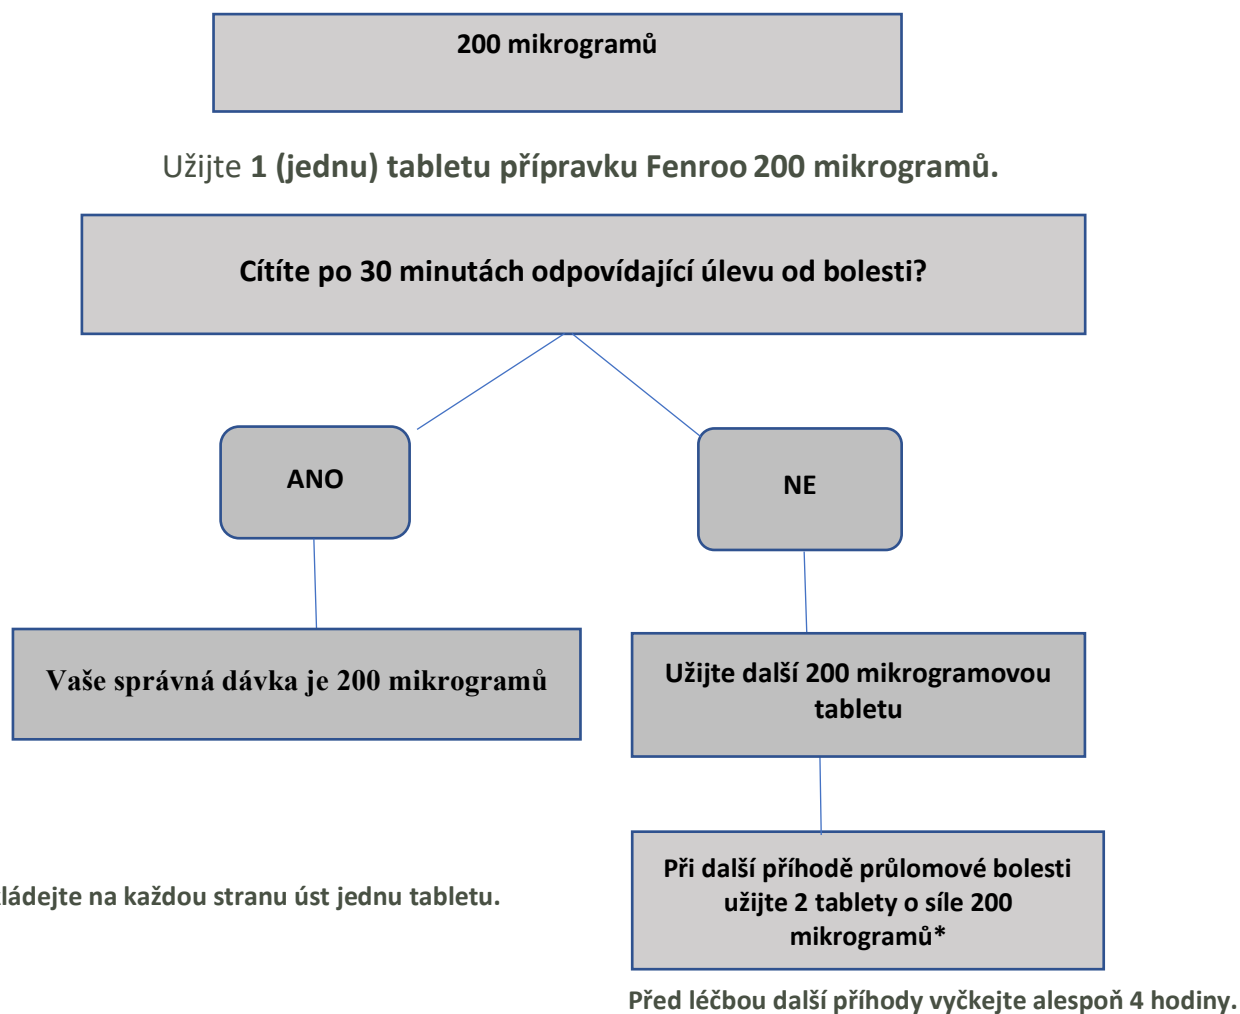 200 mikrogramů
Užijte 1 (jednu) tabletu přípravku Fenroo 200 mikrogramů.
Cítíte po 30 minutách odpovídající úlevu od bolesti?
ANO
NE
Vaše správná dávka je 200 mikrogramů
Užijte další 200 mikrogramovou
tabletu
Při další příhodě průlomové bolesti
užijte 2 tablety o síle 200
mikrogramů*
na každou stranu úst jednu tabletu.
Před léčbou další příhody vyčkejte alespoň 4 hodiny.